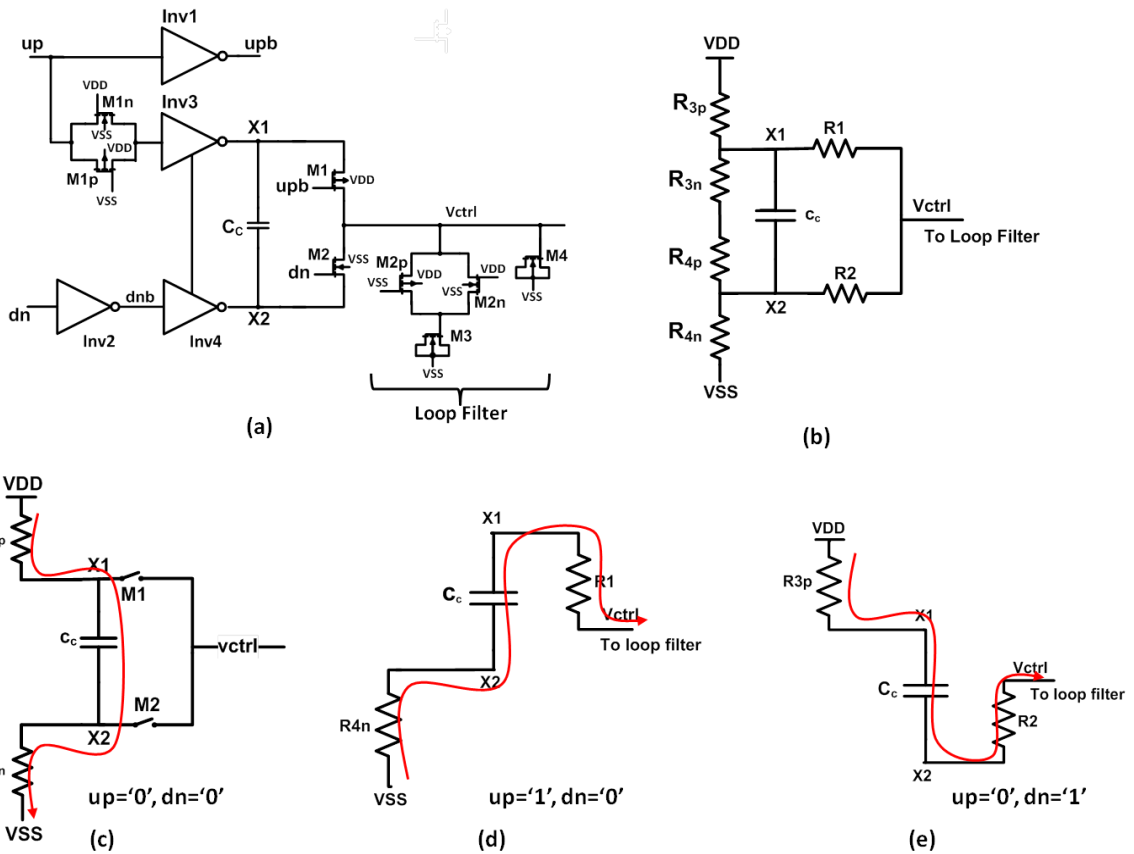 Inv1
up
upb
VDD
M1n
VSS
VDD
M1p
VSS
Inv3
X1
M1
VDD
upb
Cc
Vctrl
M2
VSS
dn
M2p
VDD
VDD
VSS
VSS
M2n
M4
VSS
dn
dnb
Inv2
Inv4
X2
M3
VSS
Loop Filter
(a)
VDD
R3p
X1
R1
R3n
Cc
Vctrl
To Loop Filter
R4p
R2
X2
R4n
VSS
(b)
VDD
p
X1
M1
Cc
vctrl
M2
X2
n
VSS
up='0', dn='0'
(c)
X1
Cc
R1
Vctrl
To loop filter
X2
R4n
VSS
up='1', dn='0'
(d)
VDD
R3p
X1
Cc
Vctrl
To loop filter
R2
X2
up='0', dn='1'
(e)